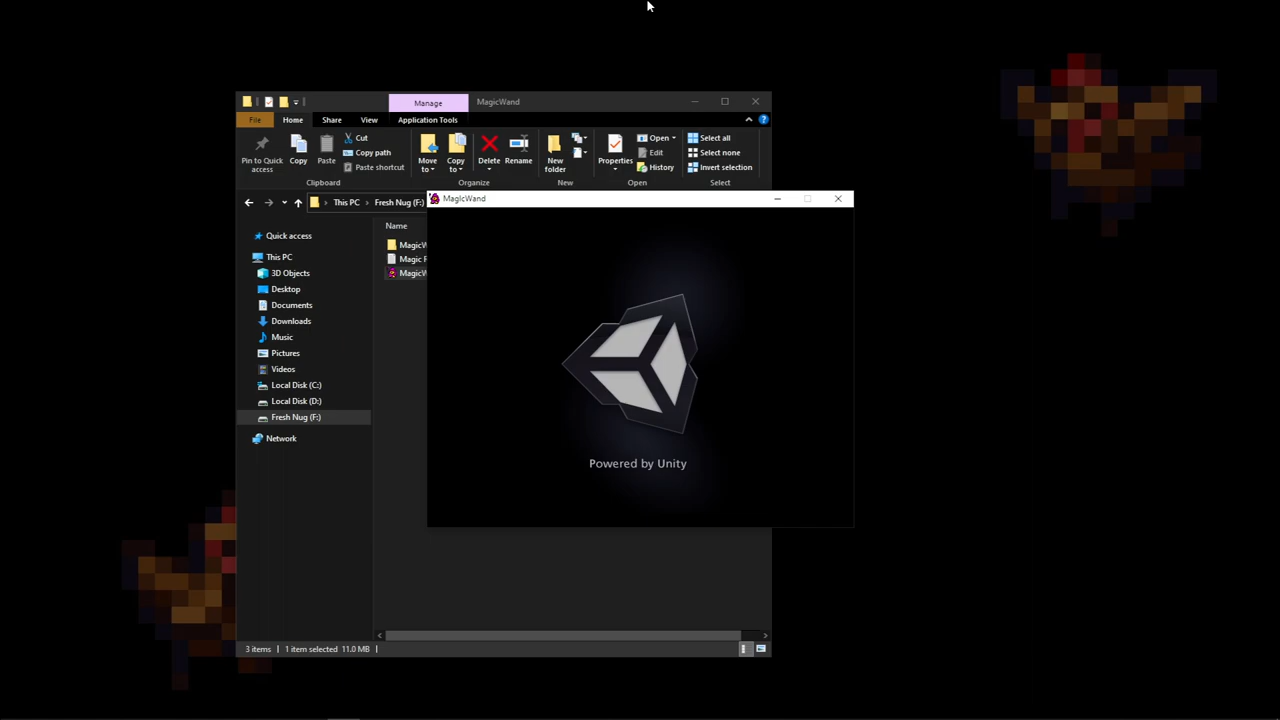 Manage
MagicWand
File
Home
Share
View
Application Tools
Pin to Quick
access
Copy
Paste
Cut
Copy path
Paste shortcut
Clipboard
Move
to
Copy
to
Delete
Rename
Organize
New
folder
New
Properties
Open
Edit
History
Open
Select all
Select none
Invert selection
Select
This PC
Fresh Nug (F:)
MagicWand
Name
MagicW
Magic
MagicW
Quick access
This PC
3D Objects
Desktop
Documents
Downloads
Music
Pictures
Videos
Local Disk (C:)
Local Disk (D:)
Fresh Nug (F:)
Network
Powered by Unity
3 items
1 item selected 11.0 MB